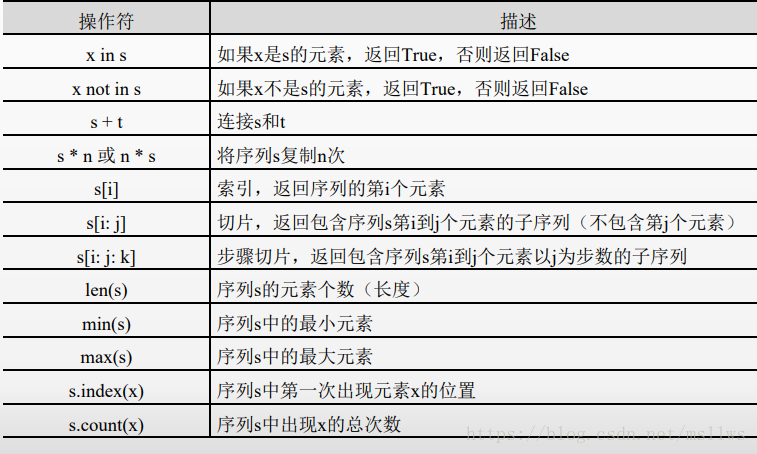 操作符 描述
x in s 如果x是s的元素，返回True，否则返回False
x not in s 如果x不是s的元素，返回True，否则返回False
s + t 连接s和t
s * n 或 n * s 将序列s复制n次
s[i] 索引，返回序列的第i个元素
s[i: j] 切片，返回包含序列s第i到j个元素的子序列（不包含第j个元素）
s[i: j: k] 步骤切片，返回包含序列s第i到j个元素以j为步数的子序列
len(s) 序列s的元素个数（长度）
min(s) 序列s中的最小元素
max(s) 序列s中的最大元素
s.index(x) 序列s中第一次出现元素x的位置
s.count(x) 序列s中出现x的总次数
https://blog.csdn.net/msllws